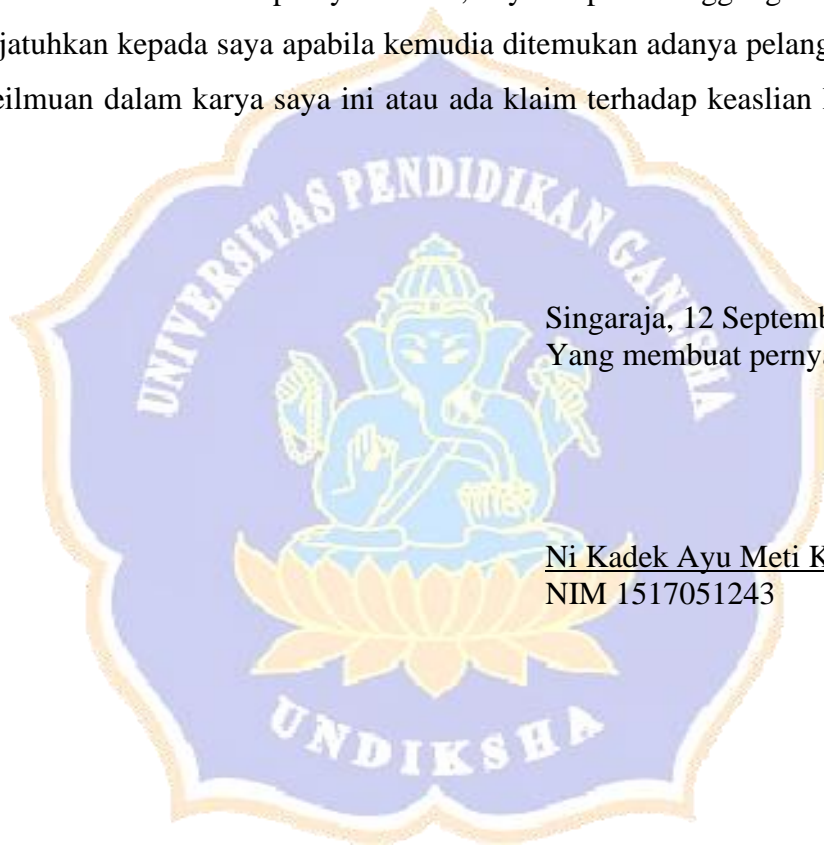 jatuhkan kepada saya apabila kemudia ditemukan adanya pelang
eilmuan dalam karya saya ini atau ada klaim terhadap keaslian
UNIVERSITAS PENDIDIKAN GANESHA
Singaraja, 12 Septemb
Yang membuat perny
Ni Kadek Ayu Meti K
NIM 1517051243
UNDIKSHA